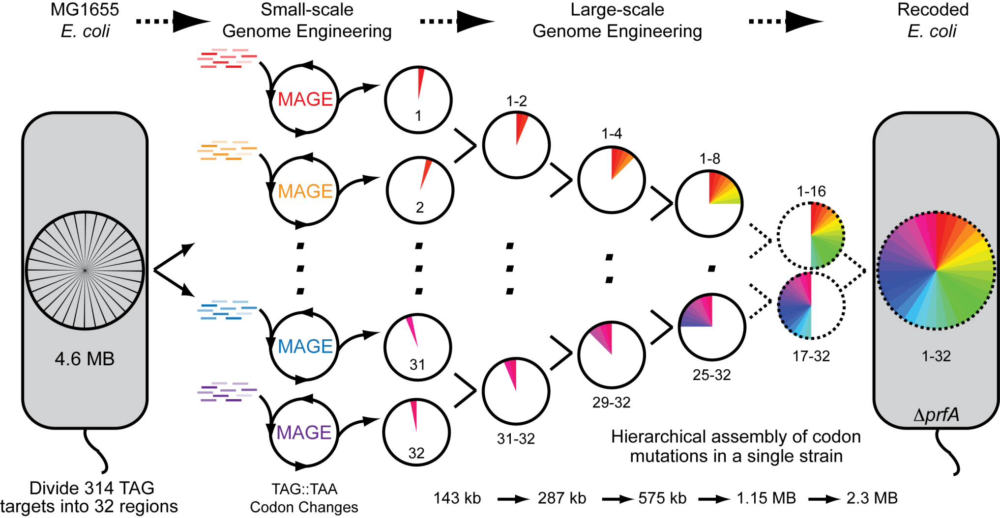 MG1655
E. coli
Small-scale
Genome Engineering
Large-scale
Genome Engineering
Recoded
E. coli
MAGE
1
1-2
1-4
1-8
1-16
MAGE
2
4.6 MB
MAGE
31
31-32
29-32
25-32
17-32
1-32
MAGE
32
ΔprfA
Hierarchical assembly of codon
mutations in a single strain
Divide 314 TAG
targets into 32 regions
TAG::TAA
Codon Changes
143 kb
287 kb
575 kb
1.15 MB
2.3 MB